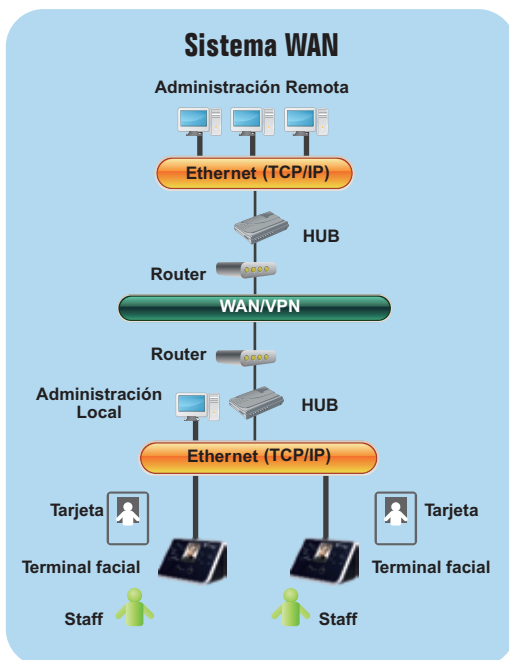 Sistema WAN
Administración Remota
Ethernet (TCP/IP)
HUB
Router
WAN/VPN
Router
Administración
Local
HUB
Ethernet (TCP/IP)
Tarjeta
Tarjeta
Terminal facial
Terminal facial
Staff
Staff